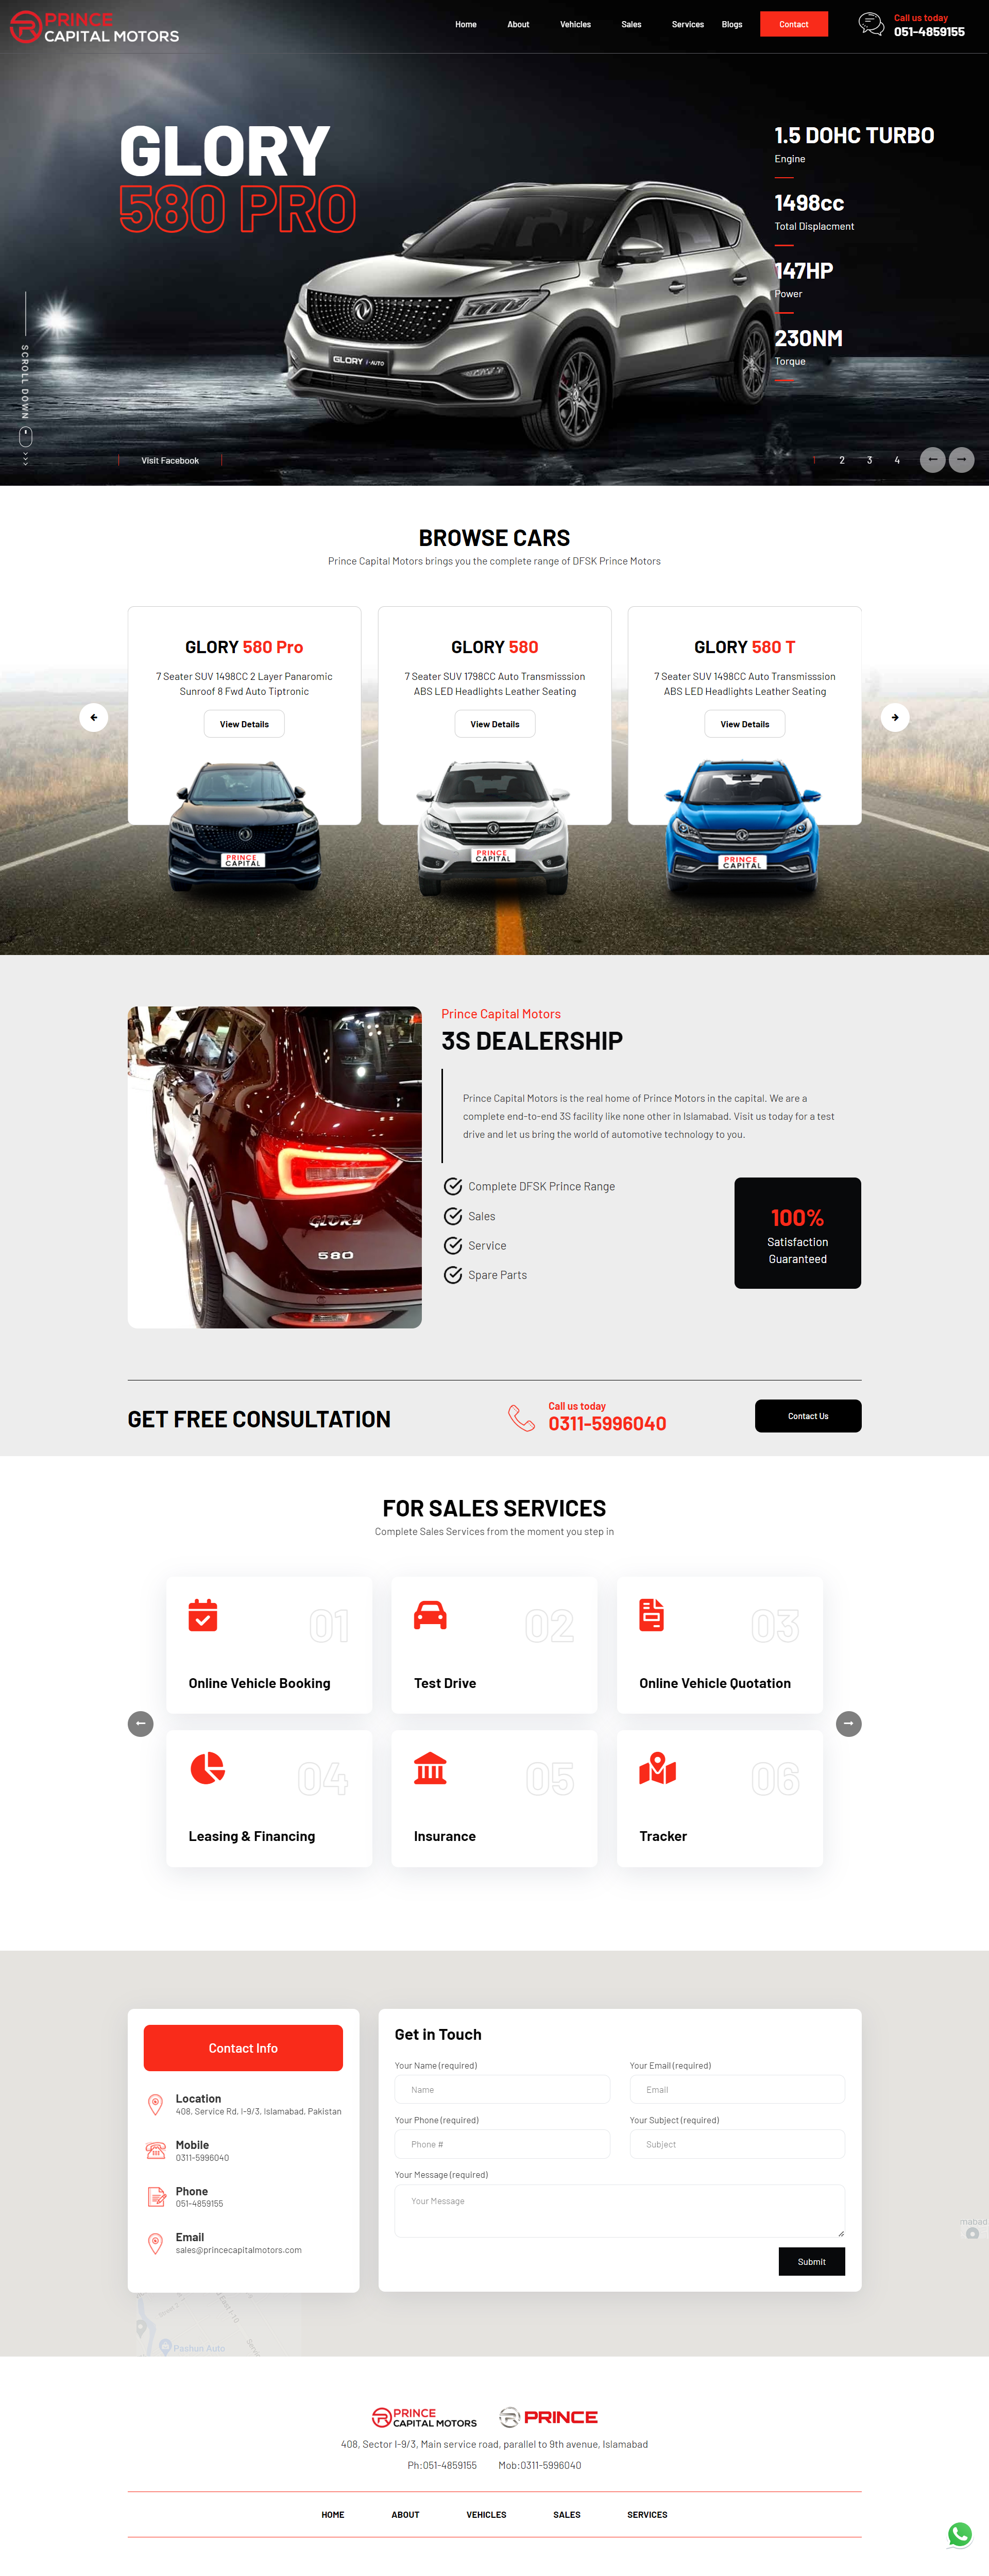 PRINCE
CAPITAL MOTORS
Home About Vehicles Sales Services Blogs Contact
Call us today
051-4859155
GLORY
580 PRO
1.5 DOHC TURBO
Engine
1498cc
Total Displacment
147HP
Power
230NM
Torque
GLORY i-AUTO
SCROLL DOWN
Visit Facebook
1 2 3 4
BROWSE CARS
Prince Capital Motors brings you the complete range of DFSK Prince Motors
GLORY 580 Pro
7 Seater SUV 1498CC 2 Layer Panaromic
Sunroof 8 Fwd Auto Tiptronic
View Details
PRINCE
CAPITAL
GLORY 580
7 Seater SUV 1798CC Auto Transmisssion
ABS LED Headlights Leather Seating
View Details
PRINCE
CAPITAL
GLORY 580 T
7 Seater SUV 1498CC Auto Transmisssion
ABS LED Headlights Leather Seating
View Details
PRINCE
CAPITAL
GLORY
580
Prince Capital Motors
3S DEALERSHIP
Prince Capital Motors is the real home of Prince Motors in the capital. We are a
complete end-to-end 3S facility like none other in Islamabad. Visit us today for a test
drive and let us bring the world of automotive technology to you.
Complete DFSK Prince Range
Sales
Service
Spare Parts
100%
Satisfaction
Guaranteed
GET FREE CONSULTATION
Call us today
0311-5996040
Contact Us
FOR SALES SERVICES
Complete Sales Services from the moment you step in
01
Online Vehicle Booking
02
Test Drive
03
Online Vehicle Quotation
04
Leasing & Financing
05
Insurance
06
Tracker
Contact Info
Location
408, Service Rd, I-9/3, Islamabad, Pakistan
Mobile
0311-5996040
Phone
051-4859155
Email
sales@princecapitalmotors.com
Get in Touch
Your Name (required)
Name
Your Email (required)
Email
Your Phone (required)
Phone #
Your Subject (required)
Subject
Your Message (required)
Your Message
Submit
Pashun Auto
PRINCE
CAPITAL MOTORS
PRINCE
408, Sector I-9/3, Main service road, parallel to 9th avenue, Islamabad
Ph:051-4859155 Mob:0311-5996040
HOME ABOUT VEHICLES SALES SERVICES